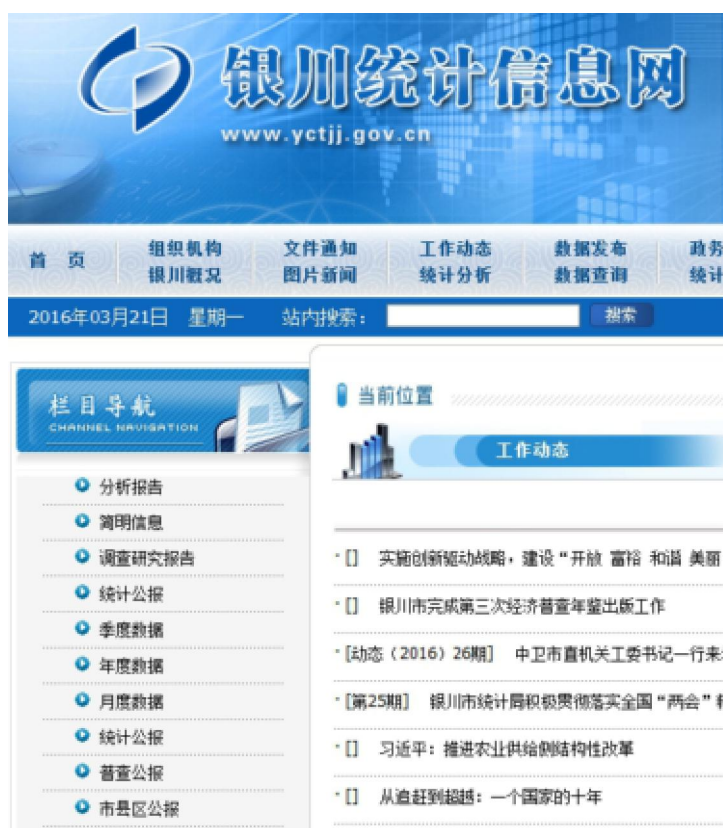 银川统计信息网
www.yctjj.gov.cn
首 页 组织机构 文件通知 工作动态 数据发布 政务
银川概况 图片新闻 统计分析 数据查询 统计
2016年03月21日 星期一 站内搜索： 搜索
栏目导航
CHANNEL NAVIGATION
当前位置
工作动态
分析报告
简明信息
调查研究报告
统计公报
季度数据
年度数据
月度数据
统计公报
普查公报
市县区公报
[] 实施创新驱动战略，建设“开放 富裕 和谐 美丽
[] 银川市完成第三次经济普查年鉴出版工作
[动态（2016）26期] 中卫市直机关工委书记一行来
[第25期] 银川市统计局积极贯彻落实全国“两会”
[] 习近平：推进农业供给侧结构性改革
[] 从追赶到超越：一个国家的十年